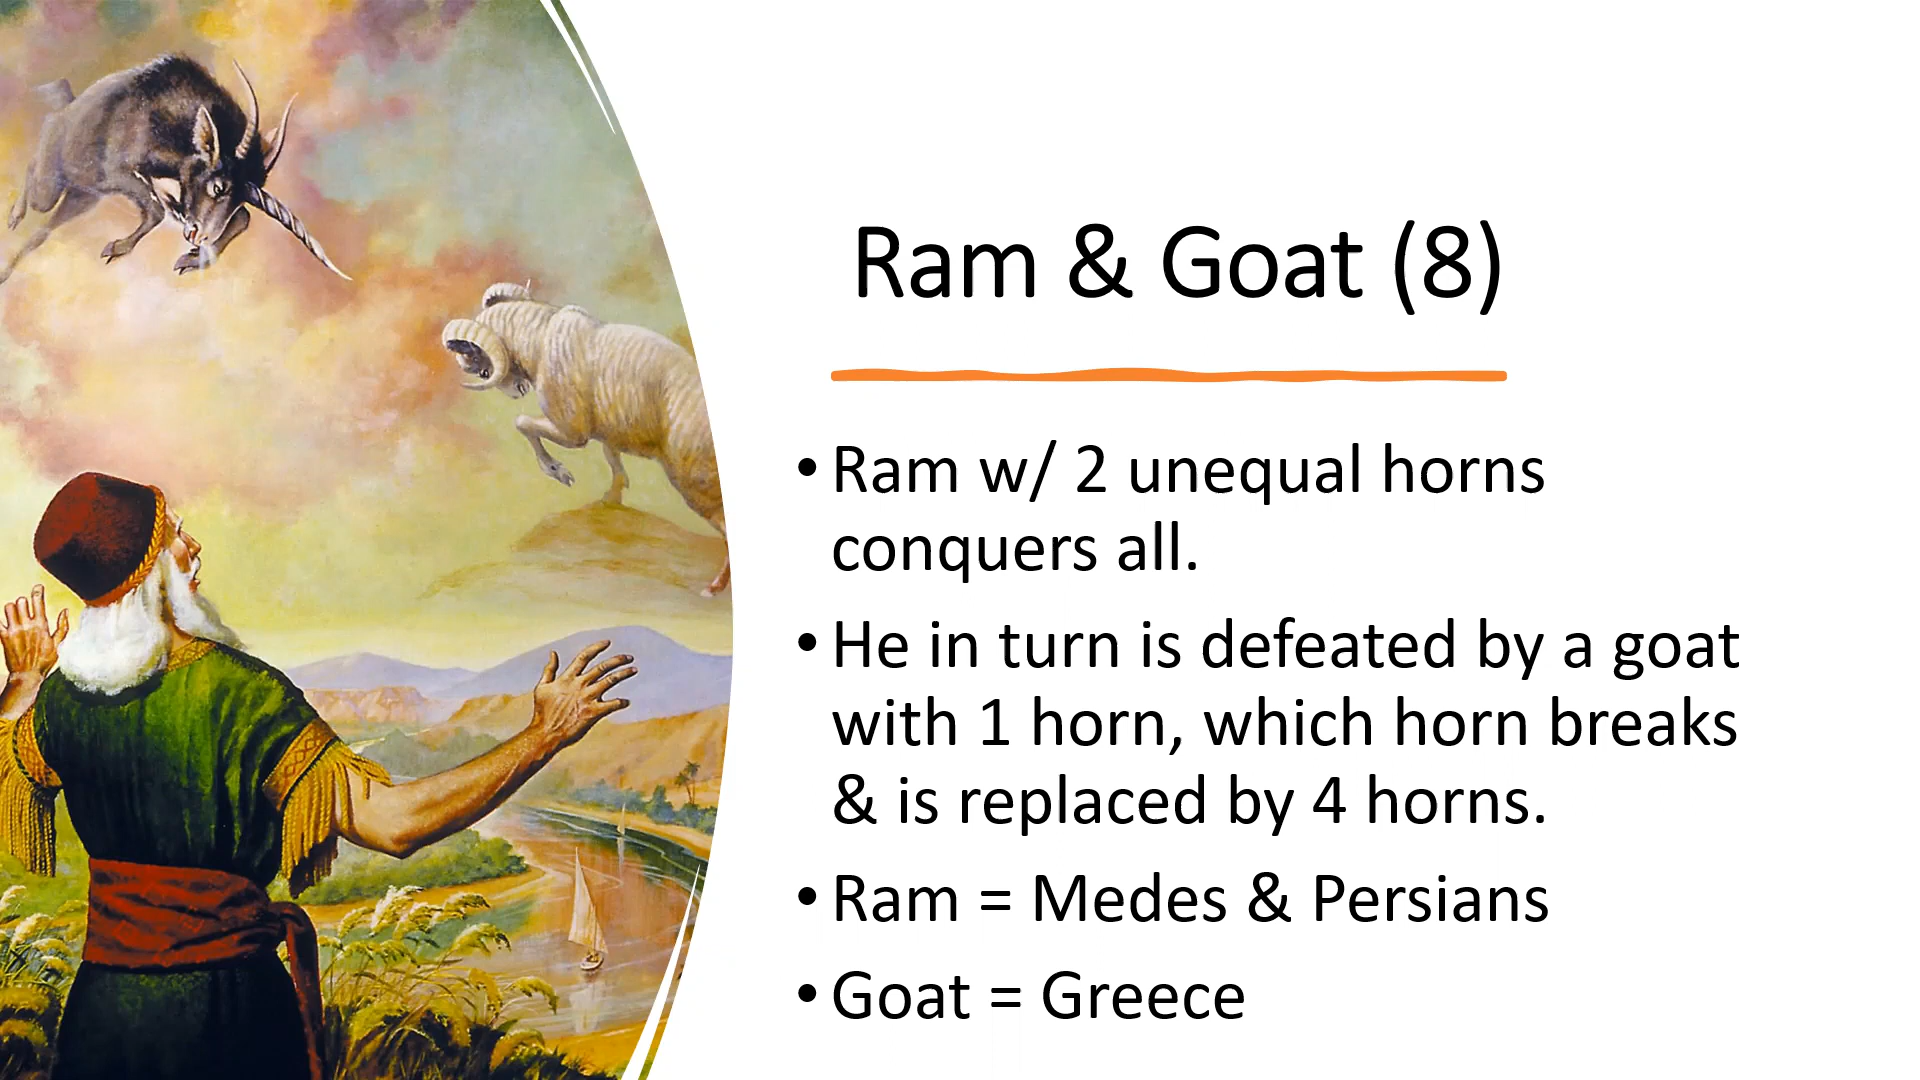 Ram & Goat (8)
• Ram w/ 2 unequal horns
conquers all.
• He in turn is defeated by a goat
with 1 horn, which horn breaks
& is replaced by 4 horns.
• Ram = Medes & Persians
• Goat = Greece